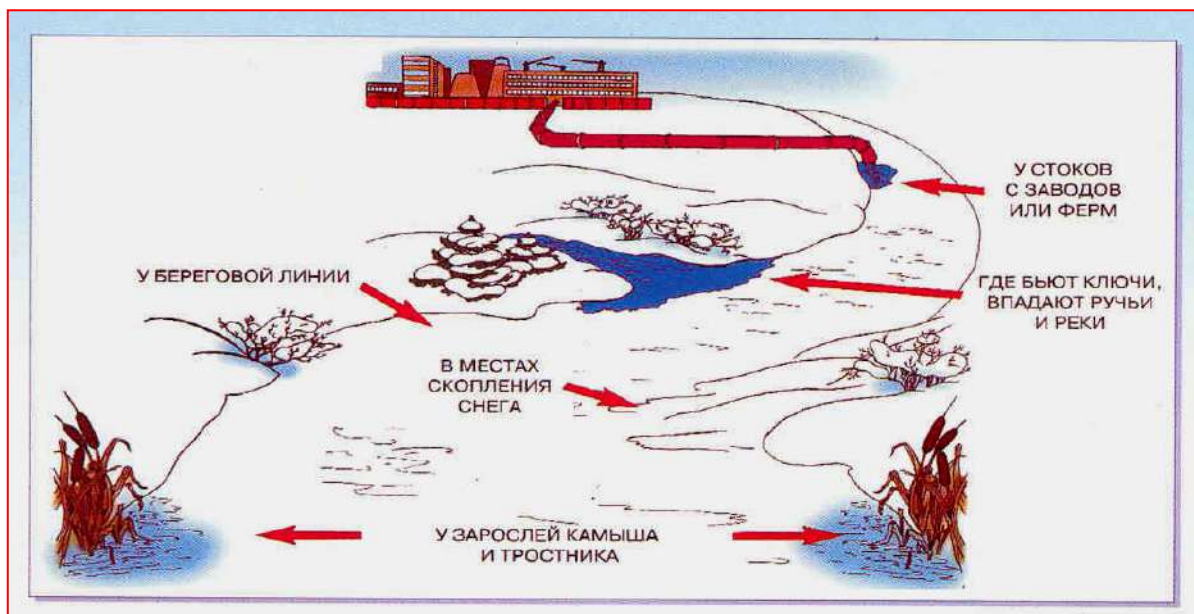 У СТОКОВ
С ЗАВОДОВ
ИЛИ ФЕРМ
У БЕРЕГОВОЙ ЛИНИИ
ГДЕ БЬЮТ КЛЮЧИ,
ВПАДАЮТ РУЧЬИ
И РЕКИ
В МЕСТАХ
СКОПЛЕНИЯ
СНЕГА
У ЗАРОСЛЕЙ КАМЫША
И ТРОСТНИКА